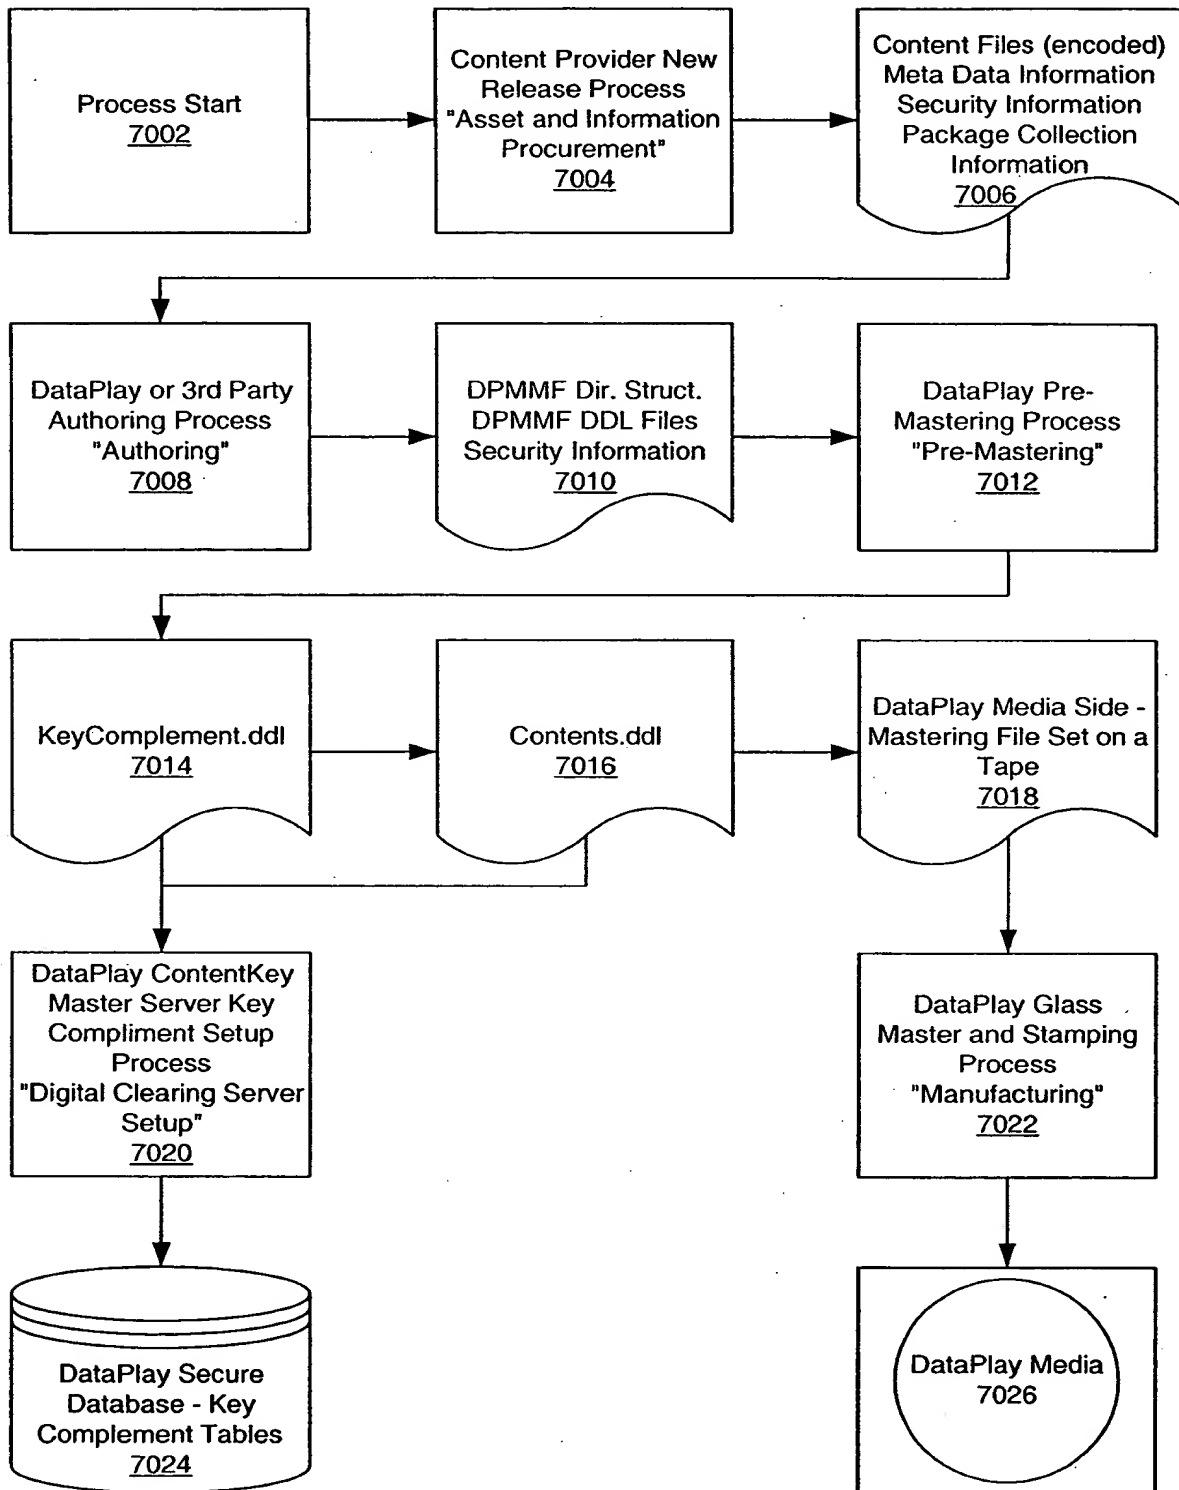 Process Start
7002
Content Provider New
Release Process
"Asset and Information
Procurement"
7004
Content Files (encoded)
Meta Data Information
Security Information
Package Collection
Information
7006
DataPlay or 3rd Party
Authoring Process
"Authoring"
7008
DPMMF Dir. Struct.
DPMMF DDL Files
Security Information
7010
DataPlay Pre-
Mastering Process
"Pre-Mastering"
7012
KeyComplement.ddl
7014
Contents.ddl
7016
DataPlay Media Side -
Mastering File Set on a
Tape
7018
DataPlay ContentKey
Master Server Key
Compliment Setup
Process
"Digital Clearing Server
Setup"
7020
DataPlay Glass
Master and Stamping
Process
"Manufacturing"
7022
DataPlay Secure
Database - Key
Complement Tables
7024
DataPlay Media
7026